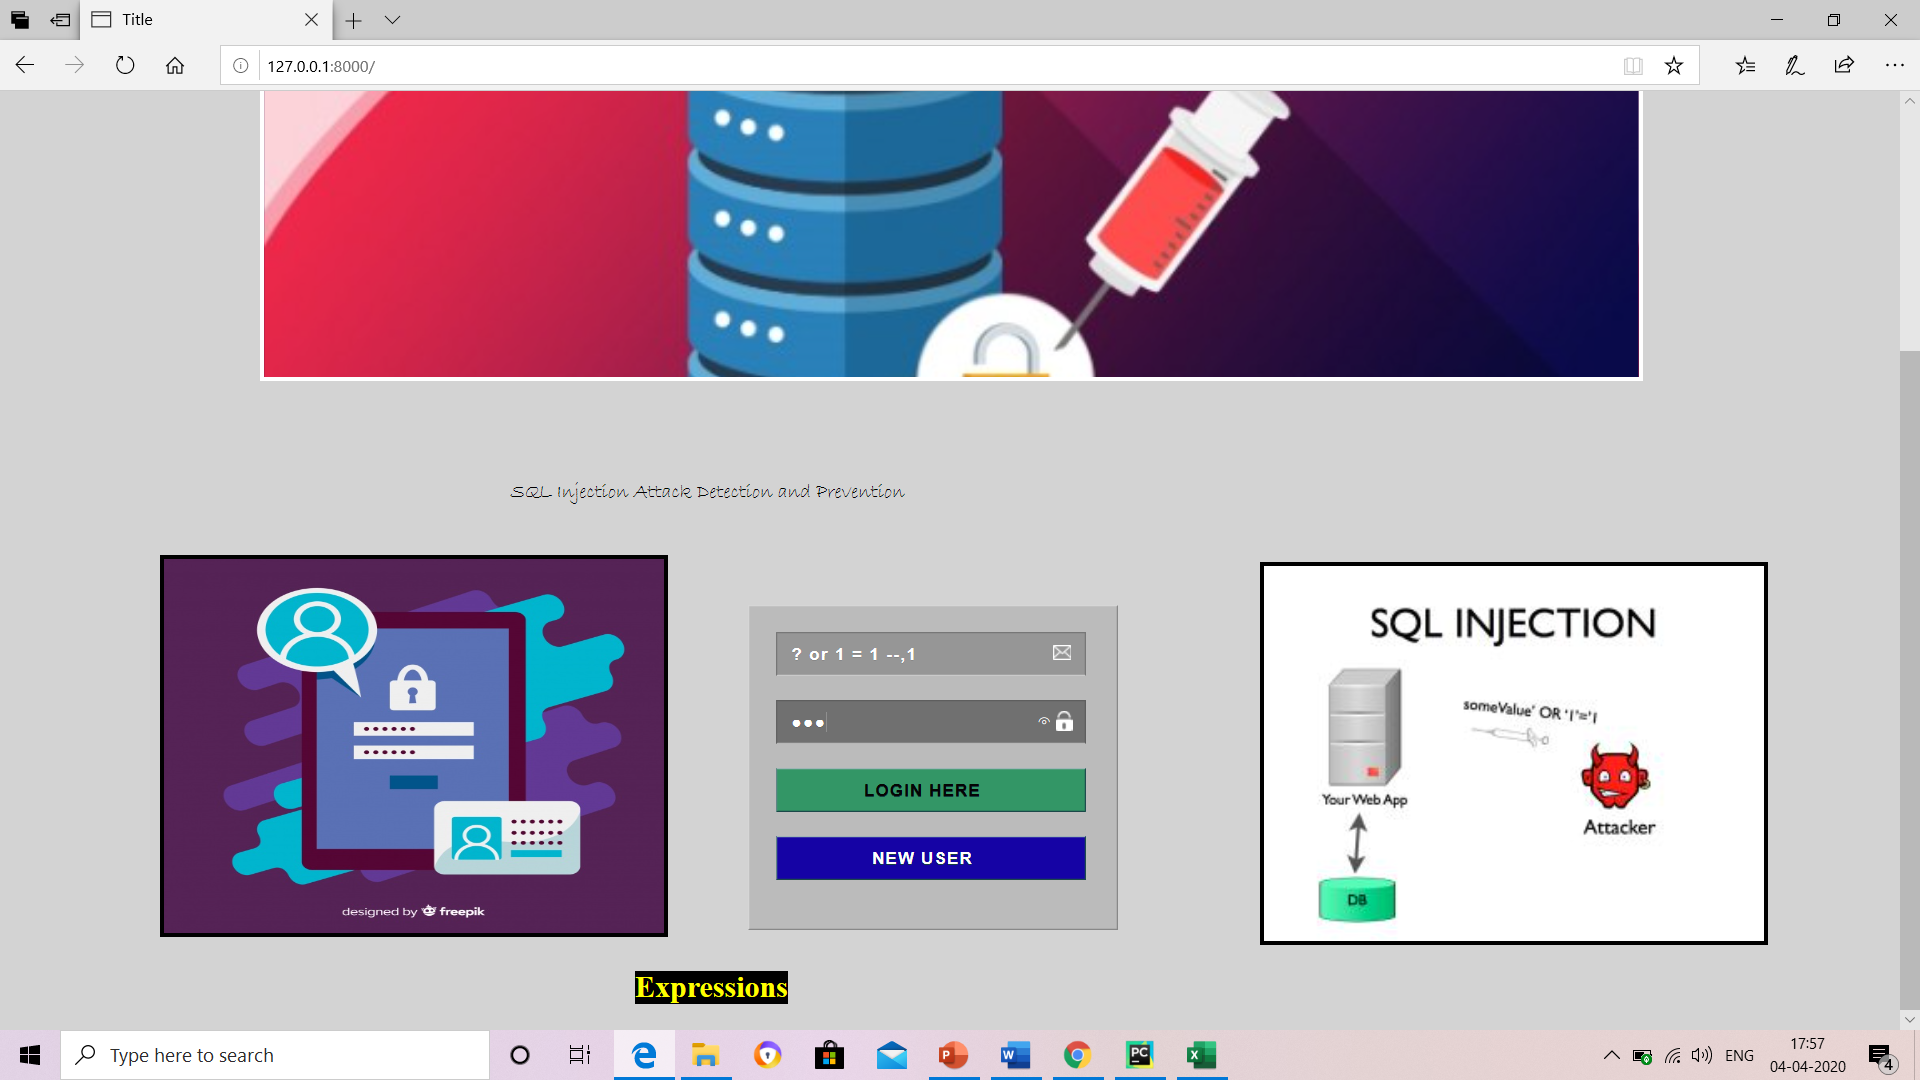 Title
127.0.0.1:8000/
SQL Injection Attack Detection and Prevention
designed by freepik
? or 1 = 1 --,1
LOGIN HERE
NEW USER
SQL INJECTION
someValue' OR '1'='1
Your Web App
Attacker
DB
Expressions
Type here to search
P
W
PC
X
ENG
17:57
04-04-2020
4